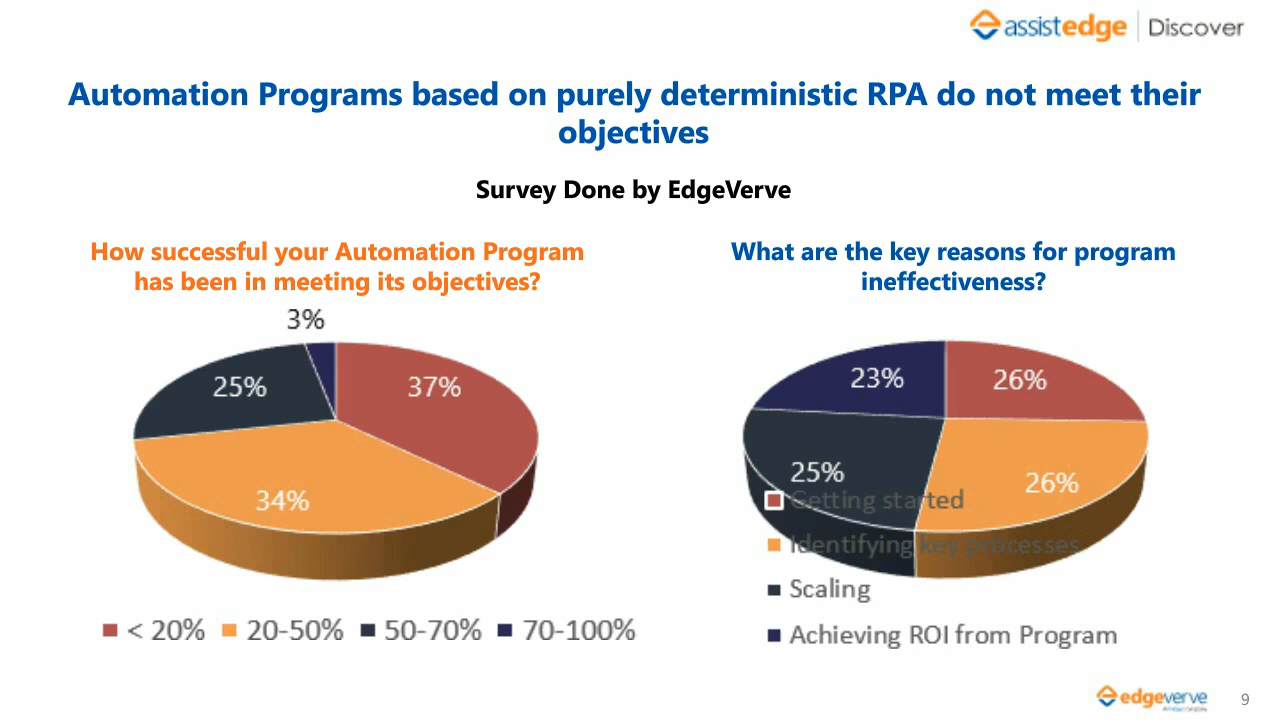 assistedge | Discover
Automation Programs based on purely deterministic RPA do not meet their
objectives
Survey Done by EdgeVerve
How successful your Automation Program
has been in meeting its objectives?
3%
25%
37%
34%
< 20%
20-50%
50-70%
70-100%
What are the key reasons for program
ineffectiveness?
23%
26%
25%
26%
Getting started
Identifying key processes
Scaling
Achieving ROI from Program
edgeverve
9